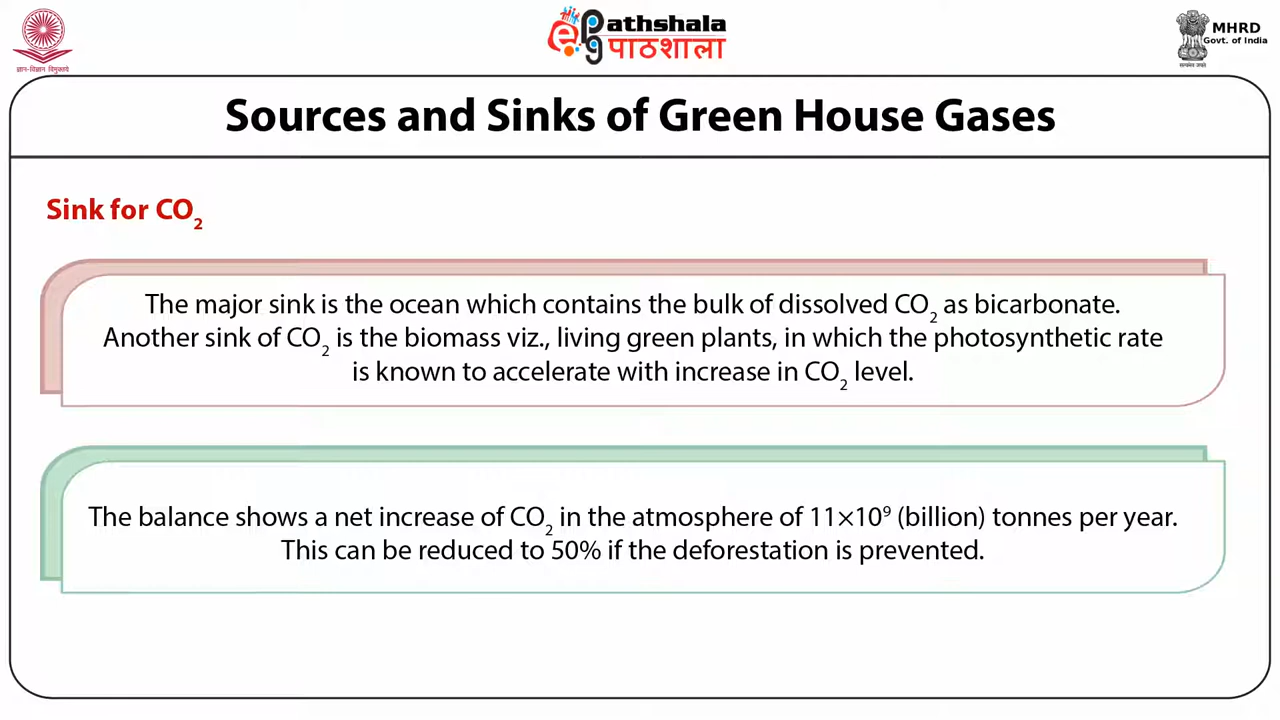 ज्ञान-विज्ञान विमुक्तये
ePathshala
पाठशाला
MHRD
Govt. of India
सत्यमेव जयते
Sources and Sinks of Green House Gases
Sink for CO₂
The major sink is the ocean which contains the bulk of dissolved CO₂ as bicarbonate.
Another sink of CO₂ is the biomass viz., living green plants, in which the photosynthetic rate
is known to accelerate with increase in CO₂ level.
The balance shows a net increase of CO₂ in the atmosphere of 11×10⁹ (billion) tonnes per year.
This can be reduced to 50% if the deforestation is prevented.